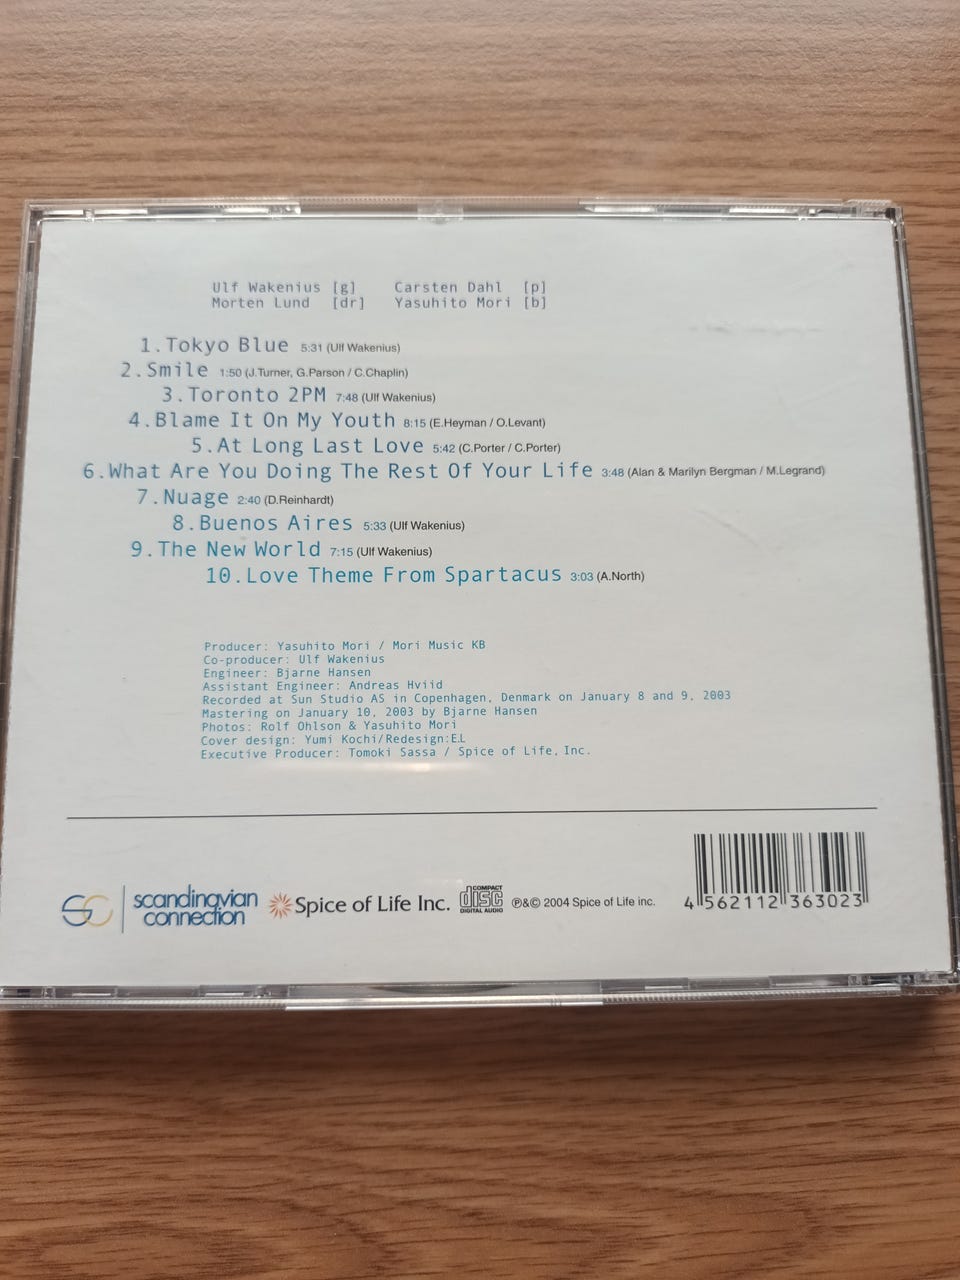 Ulf Wakenius [g] Carsten Dahl [p]
Morten Lund [dr] Yasuhito Mori [b]
1.Tokyo Blue 5:31 (Ulf Wakenius)
2.Smile 1:50 (J.Turner, G.Parson / C.Chaplin)
3.Toronto 2PM 7:48 (Ulf Wakenius)
4.Blame It On My Youth 8:15 (E.Heyman / O.Levant)
5.At Long Last Love 5:42 (C.Porter / C.Porter)
6.What Are You Doing The Rest Of Your Life 3:48 (Alan & Marilyn Bergman / M.Legrand)
7.Nuage 2:40 (D.Reinhardt)
8.Buenos Aires 5:33 (Ulf Wakenius)
9.The New World 7:15 (Ulf Wakenius)
10.Love Theme From Spartacus 3:03 (A.North)
Producer: Yasuhito Mori / Mori Music KB
Co-producer: Ulf Wakenius
Engineer: Bjarne Hansen
Assistant Engineer: Andreas Hviid
Recorded at Sun Studio AS in Copenhagen, Denmark on January 8 and 9, 2003
Mastering on January 10, 2003 by Bjarne Hansen
Photos: Rolf Ohlson & Yasuhito Mori
Cover design: Yumi Kochi/Redesign:E.L
Executive Producer: Tomoki Sassa / Spice of Life, Inc.
SC scandinavian connection
Spice of Life Inc.
COMPACT disc DIGITAL AUDIO
℗&© 2004 Spice of Life inc.
4 562112 363023